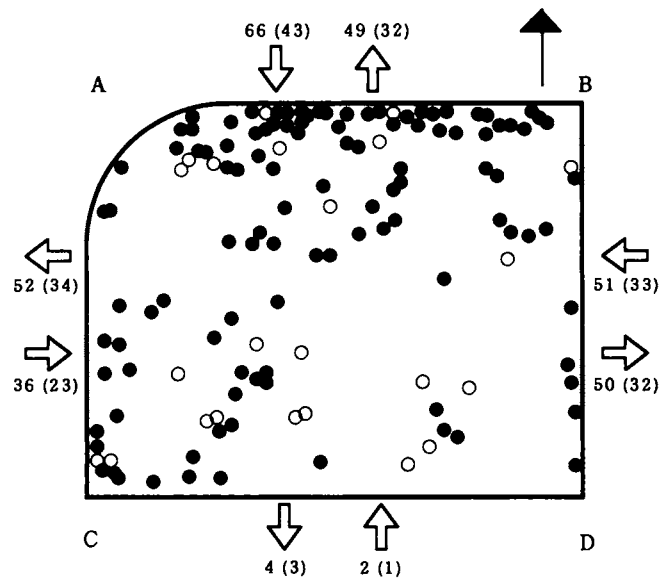 66 (43)
49 (32)
A
B
52 (34)
51 (33)
36 (23)
50 (32)
C
D
4 (3)
2 (1)